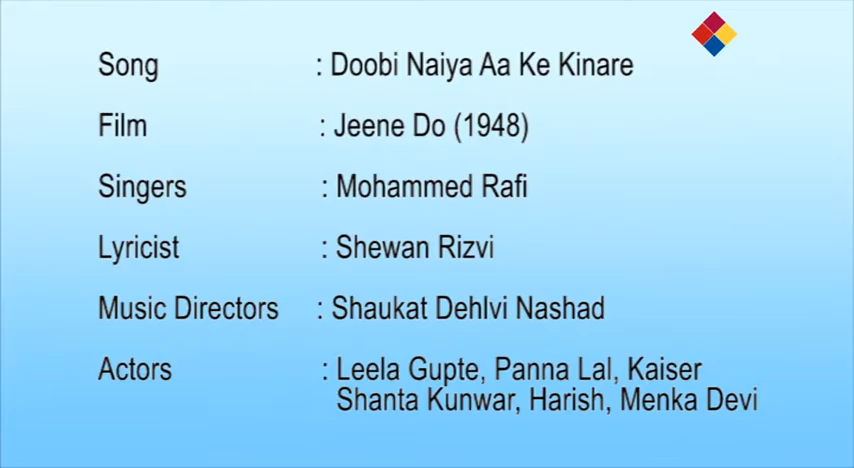 Song : Doobi Naiya Aa Ke Kinare
Film : Jeene Do (1948)
Singers : Mohammed Rafi
Lyricist : Shewan Rizvi
Music Directors : Shaukat Dehlvi Nashad
Actors : Leela Gupte, Panna Lal, Kaiser
Shanta Kunwar, Harish, Menka Devi